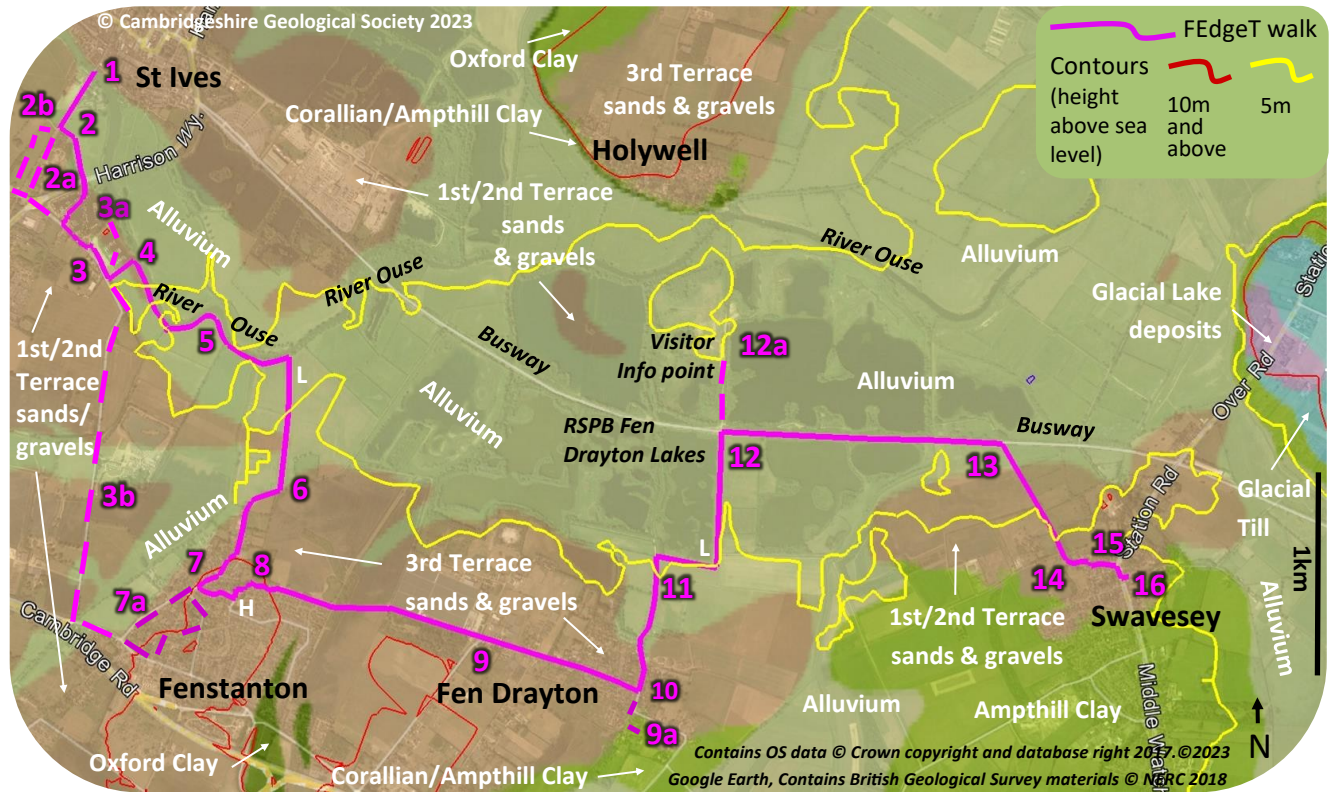 © Cambridgeshire Geological Society 2023
FEdgeT walk
Contours
(height
above sea
level)
10m
and
above
5m
Oxford Clay
3rd Terrace
sands & gravels
Corallian/Ampthill Clay
Holywell
St Ives
1
2b
2
2a
Harrison Wy.
3a
Alluvium
1st/2nd Terrace
sands
& gravels
3
4
River
Ouse
5
River Ouse
River Ouse
Alluvium
Station
Glacial Lake
deposits
1st/2nd
Terrace
sands/
gravels
L
Busway
Visitor
Info point
12a
Alluvium
Over Rd
Alluvium
RSPB Fen
Drayton Lakes
12
Busway
13
3b
6
Alluvium
Glacial
Till
Station Rd
15
14
16
Swavesey
1km
Alluvium
7
8
H
7a
3rd Terrace
sands & gravels
L
11
1st/2nd Terrace
sands & gravels
Cambridge Rd
Fenstanton
9
Fen Drayton
10
9a
Alluvium
Ampthill Clay
N
Oxford Clay
Corallian/Ampthill Clay
Contains OS data © Crown copyright and database right 2017.©2023
Google Earth, Contains British Geological Survey materials © NERC 2018